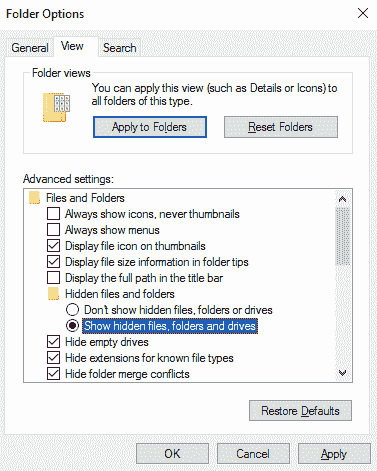 Folder Options
General
View
Search
Folder views
You can apply this view (such as Details or Icons) to
all folders of this type.
Apply to Folders
Reset Folders
Advanced settings:
Files and Folders
Always show icons, never thumbnails
Always show menus
Display file icon on thumbnails
Display file size information in folder tips
Display the full path in the title bar
Hidden files and folders
Don't show hidden files, folders or drives
Show hidden files, folders and drives
Hide empty drives
Hide extensions for known file types
Hide folder merge conflicts
Restore Defaults
OK
Cancel
Apply